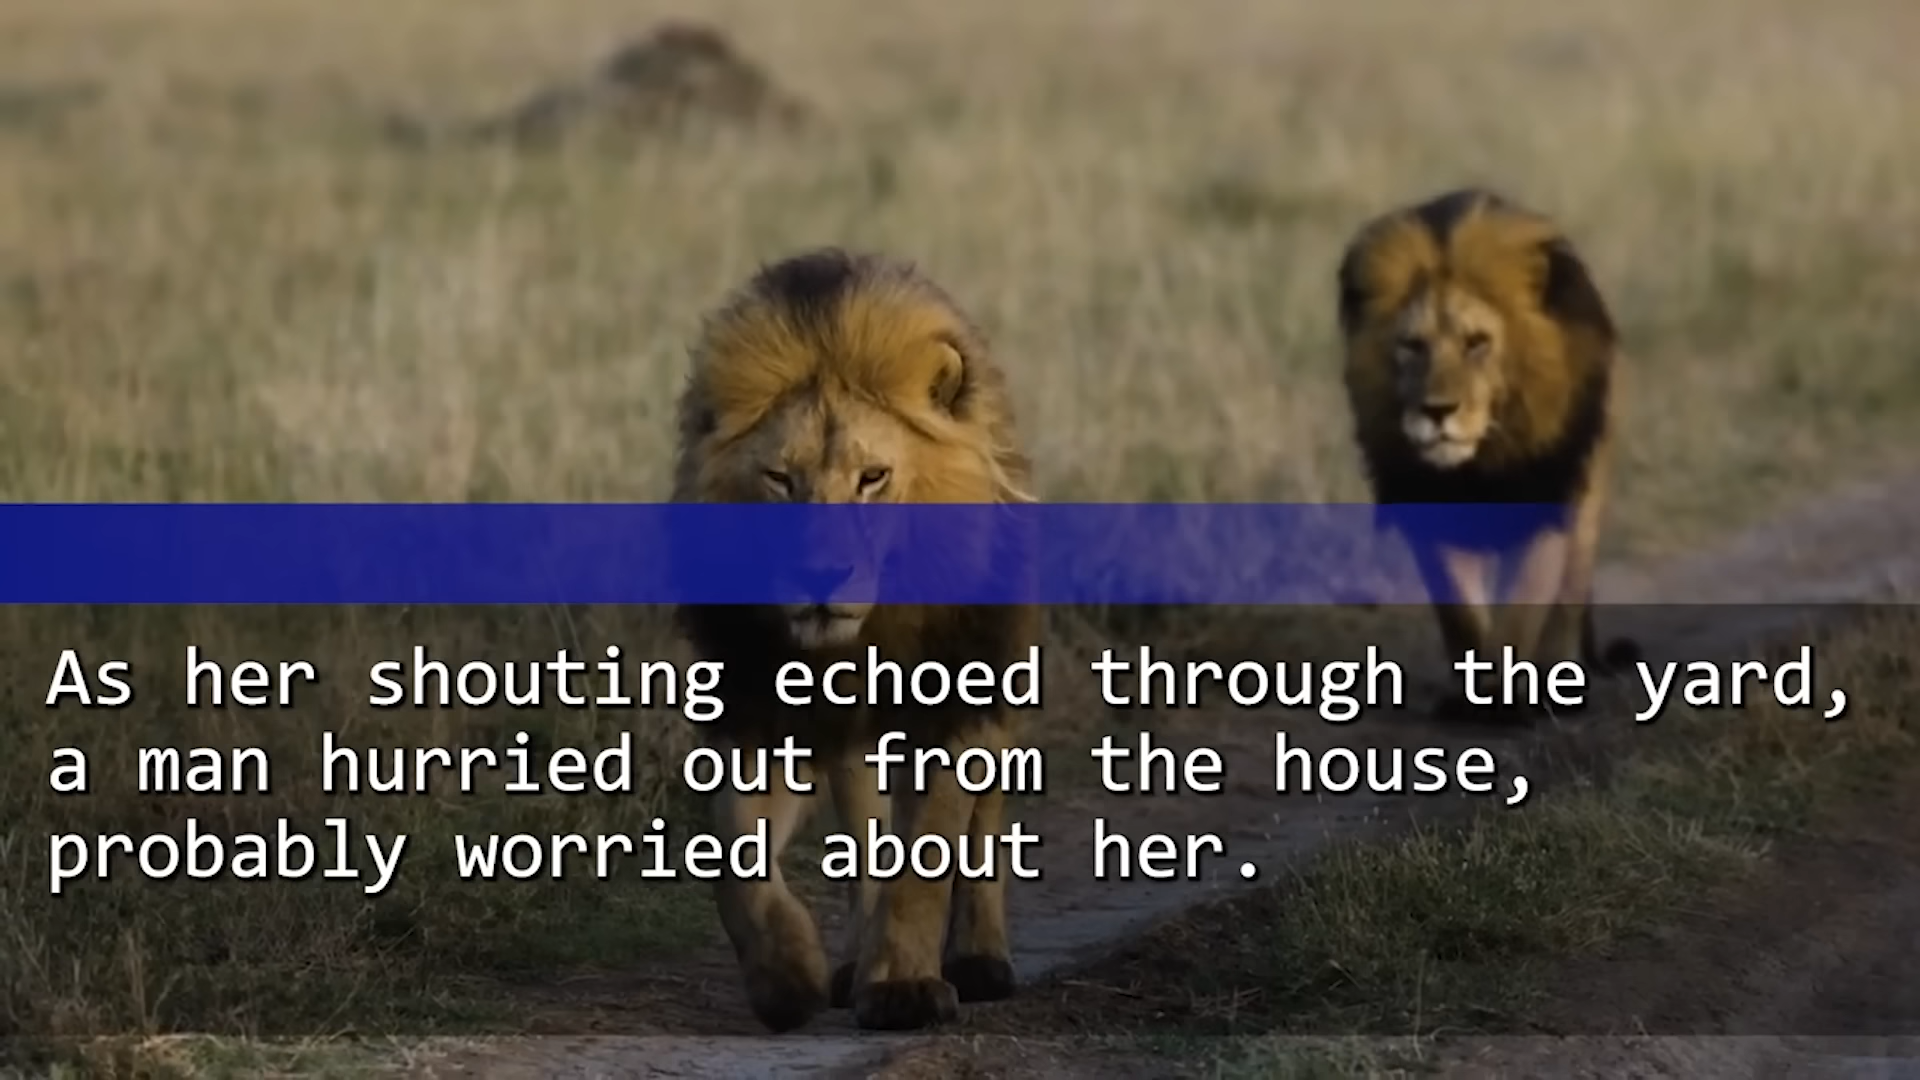 As her shouting echoed through the yard,
a man hurried out from the house,
probably worried about her.